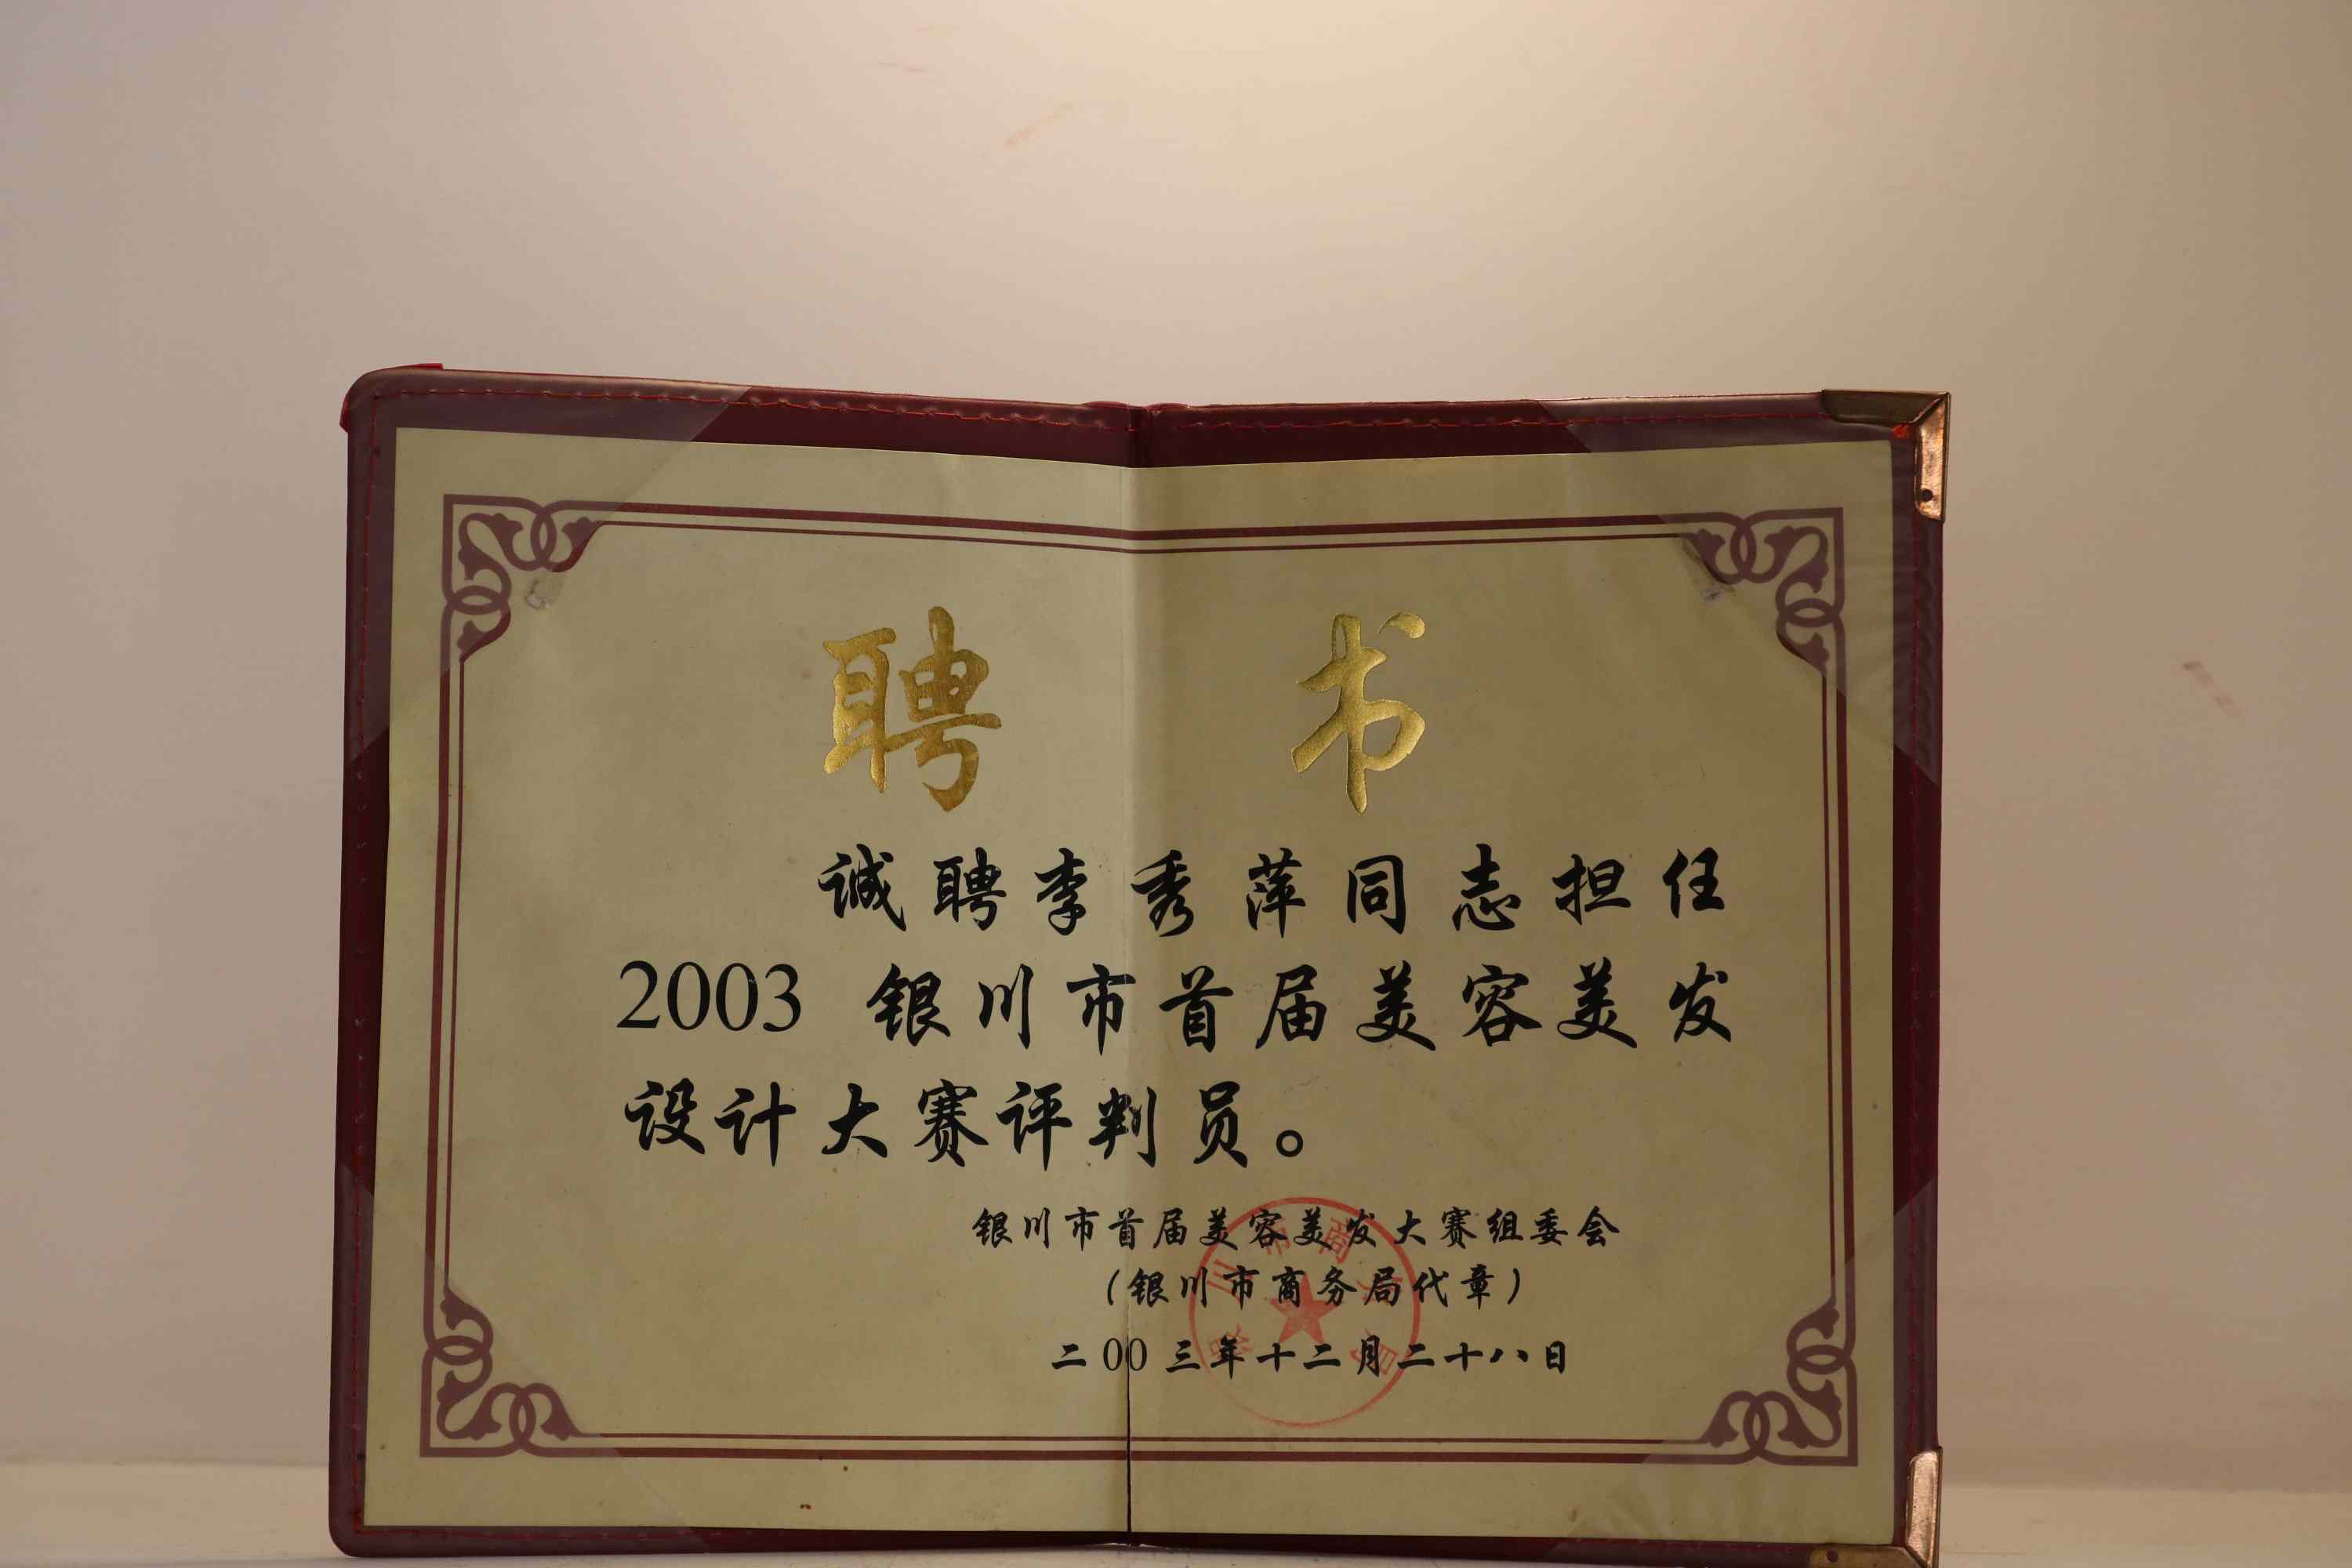 聘书
诚聘李秀萍同志担任
2003 银川市首届美容美发
设计大赛评判员。
银川市首届美容美发大赛组委会
（银川市商务局代章）
二00三年十二月二十八日